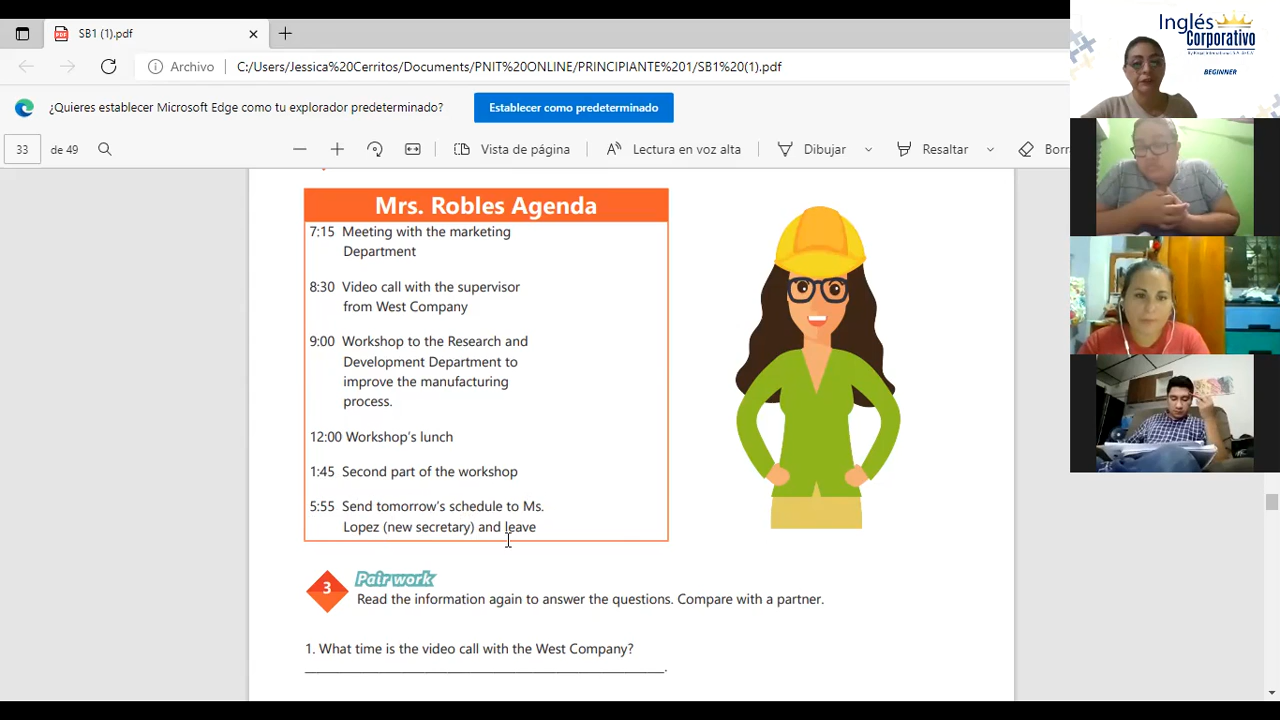 SB1 (1).pdf
Archivo
C:/Users/Jessica%20Cerritos/Documents/PNIT%20ONLINE/PRINCIPIANTE%201/SB1%20(1).pdf
¿Quieres establecer Microsoft Edge como tu explorador predeterminado?
Establecer como predeterminado
33 de 49
Vista de página
Lectura en voz alta
Dibujar
Resaltar
Borr
Inglés
Corporativo
BEGINNER
Mrs. Robles Agenda
7:15 Meeting with the marketing
Department
8:30 Video call with the supervisor
from West Company
9:00 Workshop to the Research and
Development Department to
improve the manufacturing
process.
12:00 Workshop's lunch
1:45 Second part of the workshop
5:55 Send tomorrow's schedule to Ms.
Lopez (new secretary) and leave
3
Pair work
Read the information again to answer the questions. Compare with a partner.
1. What time is the video call with the West Company?